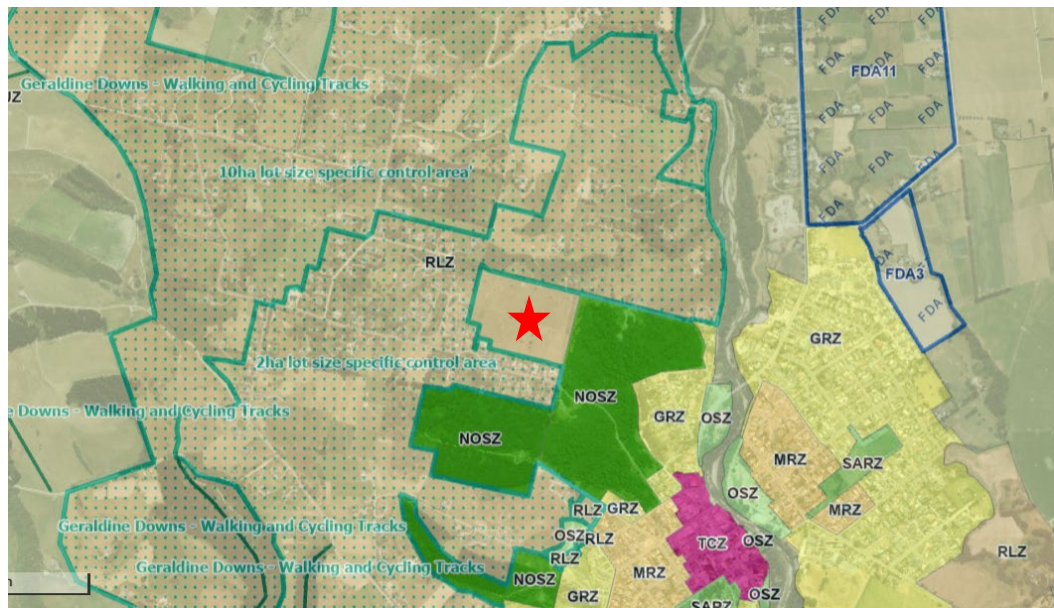 FDA
FDA
FDA
FDA
FDA11
Geraldine Downs - Walking and Cycling Tracks
UZ
FDA
FDA
FDA
FDA
FDA
FDA
10ha lot size specific control area'
FDA
RLZ
DA
FDA3
FDA
GRZ
2ha lot size specific control area
NOSZ
e Downs - Walking and Cycling Tracks
GRZ
OSZ
NOSZ
MRZ
SARZ
OSZ
RLZ
GRZ
MRZ
Geraldine Downs - Walking and Cycling Tracks
OSZ
RLZ
TCZ
OSZ
RLZ
RLZ
Geraldine Downs - Walking and Cycling Tracks
MRZ
NOSZ
GRZ
OSZ
SARZ